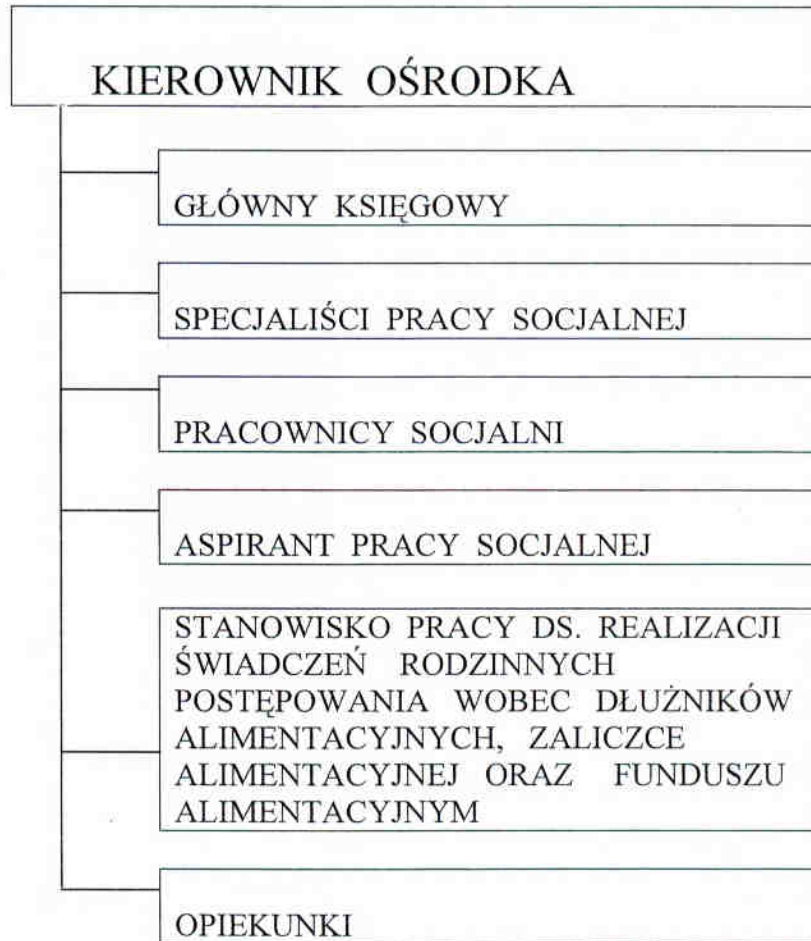 KIEROWNIK OŚRODKA
GŁÓWNY KSIĘGOWY
SPECJALIŚCI PRACY SOCJALNEJ
PRACOWNICY SOCJALNI
ASPIRANT PRACY SOCJALNEJ
STANOWISKO PRACY DS. REALIZACJI
ŚWIADCZEŃ RODZINNYCH
POSTĘPOWANIA WOBEC DŁUŻNIKÓW
ALIMENTACYJNYCH, ZALICZCE
ALIMENTACYJNEJ ORAZ FUNDUSZU
ALIMENTACYJNYM
OPIEKUNKI